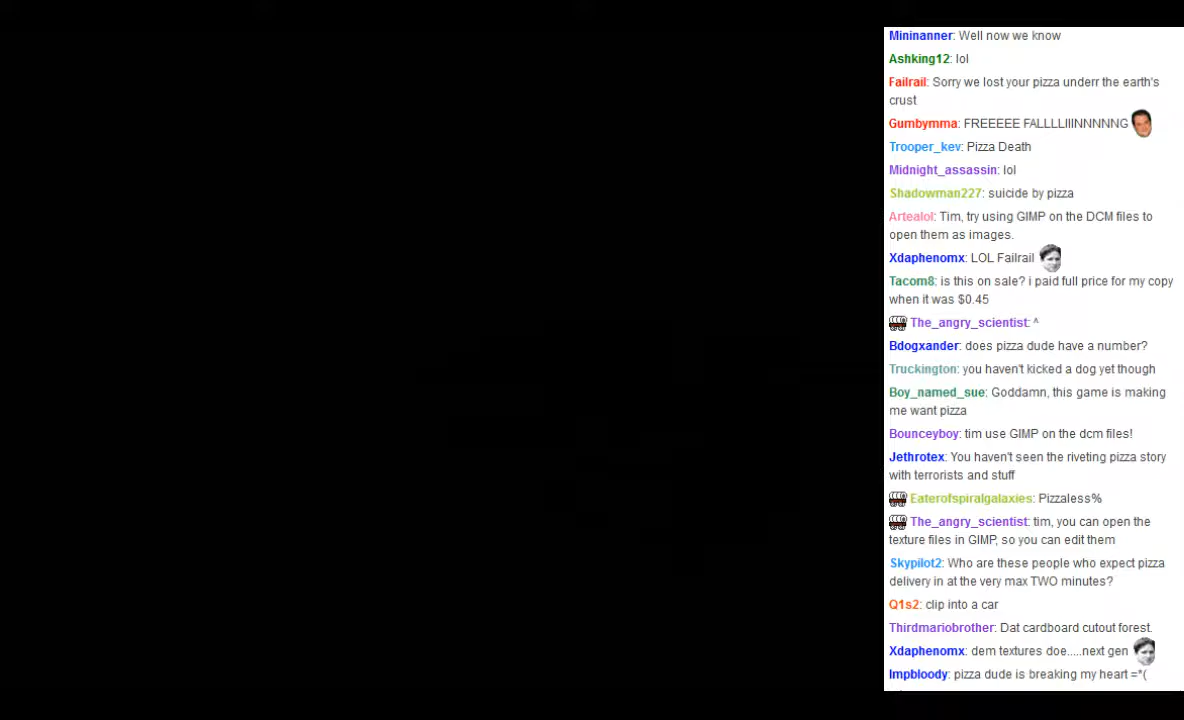 Mininanner: Well now we know
Ashking12: lol
Failrail: Sorry we lost your pizza underr the earth's
crust
Gumbymma: FREEEEE FALLLLIIINNNNNG
Trooper_kev: Pizza Death
Midnight_assassin: lol
Shadowman227: suicide by pizza
Artealol: Tim, try using GIMP on the DCM files to
open them as images.
Xdaphenomx: LOL Failrail
Tacom8: is this on sale? i paid full price for my copy
when it was $0.45
The_angry_scientist: ^
Bdogxander: does pizza dude have a number?
Truckington: you haven't kicked a dog yet though
Boy_named_sue: Goddamn, this game is making
me want pizza
Bounceyboy: tim use GIMP on the dcm files!
Jethrotex: You haven't seen the riveting pizza story
with terrorists and stuff
Eaterofspiralgalaxies: Pizzaless%
The_angry_scientist: tim, you can open the
texture files in GIMP, so you can edit them
Skypilot2: Who are these people who expect pizza
delivery in at the very max TWO minutes?
Q1s2: clip into a car
Thirdmariobrother: Dat cardboard cutout forest.
Xdaphenomx: dem textures doe.....next gen
Impbloody: pizza dude is breaking my heart =*(